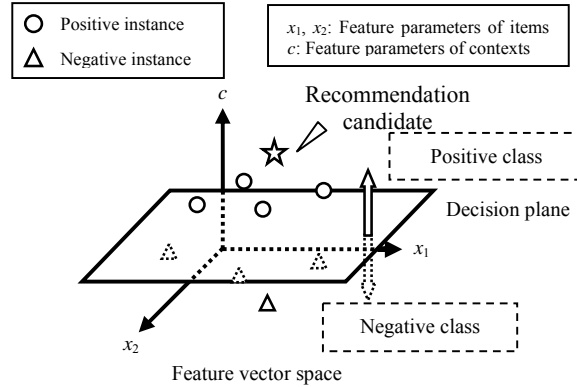 Positive instance
Negative instance
x₁, x₂: Feature parameters of items
c: Feature parameters of contexts
c
Recommendation
candidate
Positive class
Decision plane
x₁
Negative class
x₂
Feature vector space